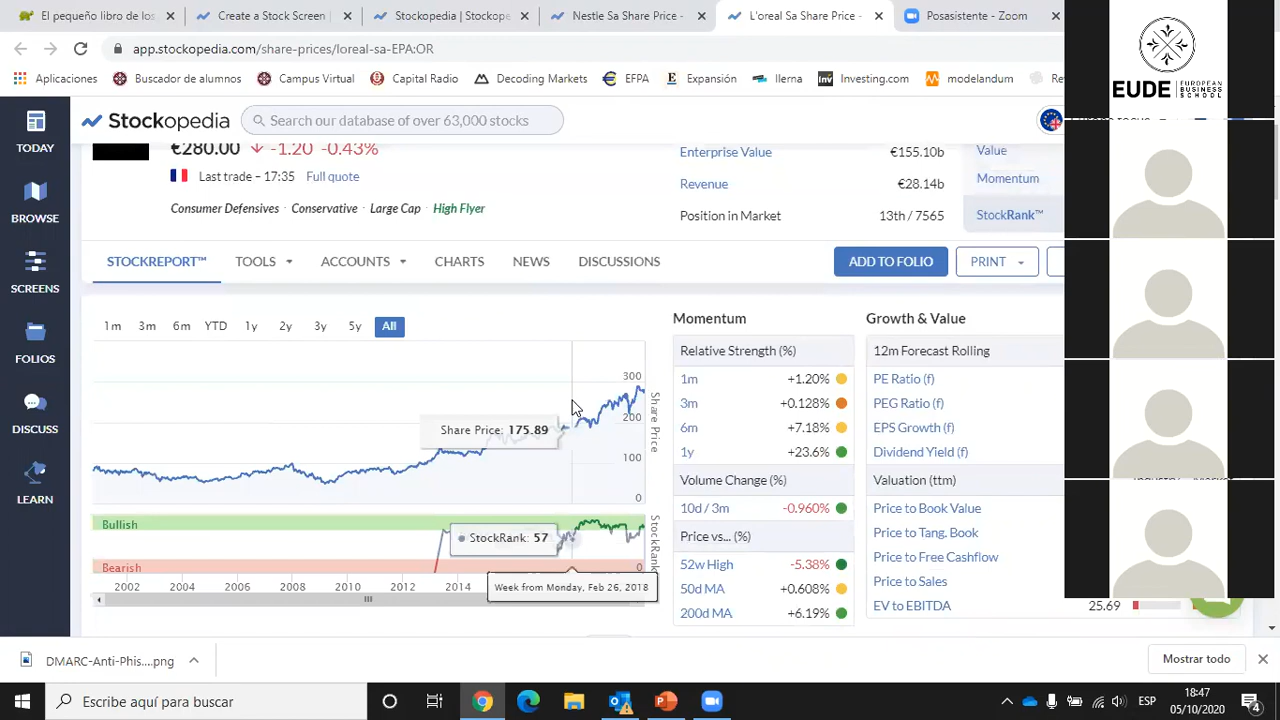 El pequeño libro de los
Create a Stock Screen |
Stockopedia | Stockope
Nestle Sa Share Price -
L'oreal Sa Share Price -
Posasistente - Zoom
app.stockopedia.com/share-prices/loreal-sa-EPA:OR
Aplicaciones
Buscador de alumnos
Campus Virtual
Capital Radio
Decoding Markets
EFPA
Expansión
Ilerna
Investing.com
modelandum
EUDE EUROPEAN BUSINESS SCHOOL
TODAY
BROWSE
SCREENS
FOLIOS
DISCUSS
LEARN
Stockopedia
Search our database of over 63,000 stocks
€280.00 ↓ -1.20 -0.43%
Last trade – 17:35 Full quote
Consumer Defensives · Conservative · Large Cap · High Flyer
Enterprise Value €155.10b
Revenue €28.14b
Position in Market 13th / 7565
Value
Momentum
StockRank™
STOCKREPORT™ TOOLS ACCOUNTS CHARTS NEWS DISCUSSIONS
ADD TO FOLIO PRINT
1m 3m 6m YTD 1y 2y 3y 5y All
300
200
100
0
Share Price
Share Price: 175.89
Bullish
Bearish
StockRank: 57
StockRank
0
2002 2004 2006 2008 2010 2012 2014
Week from Monday, Feb 26, 2018
Momentum
Relative Strength (%)
1m +1.20%
3m +0.128%
6m +7.18%
1y +23.6%
Volume Change (%)
10d / 3m -0.960%
Price vs... (%)
52w High -5.38%
50d MA +0.608%
200d MA +6.19%
Growth & Value
12m Forecast Rolling
PE Ratio (f)
PEG Ratio (f)
EPS Growth (f)
Dividend Yield (f)
Valuation (ttm)
Price to Book Value
Price to Tang. Book
Price to Free Cashflow
Price to Sales
EV to EBITDA 25.69
DMARC-Anti-Phis....png
Mostrar todo
Escribe aquí para buscar
ESP
18:47
05/10/2020
4